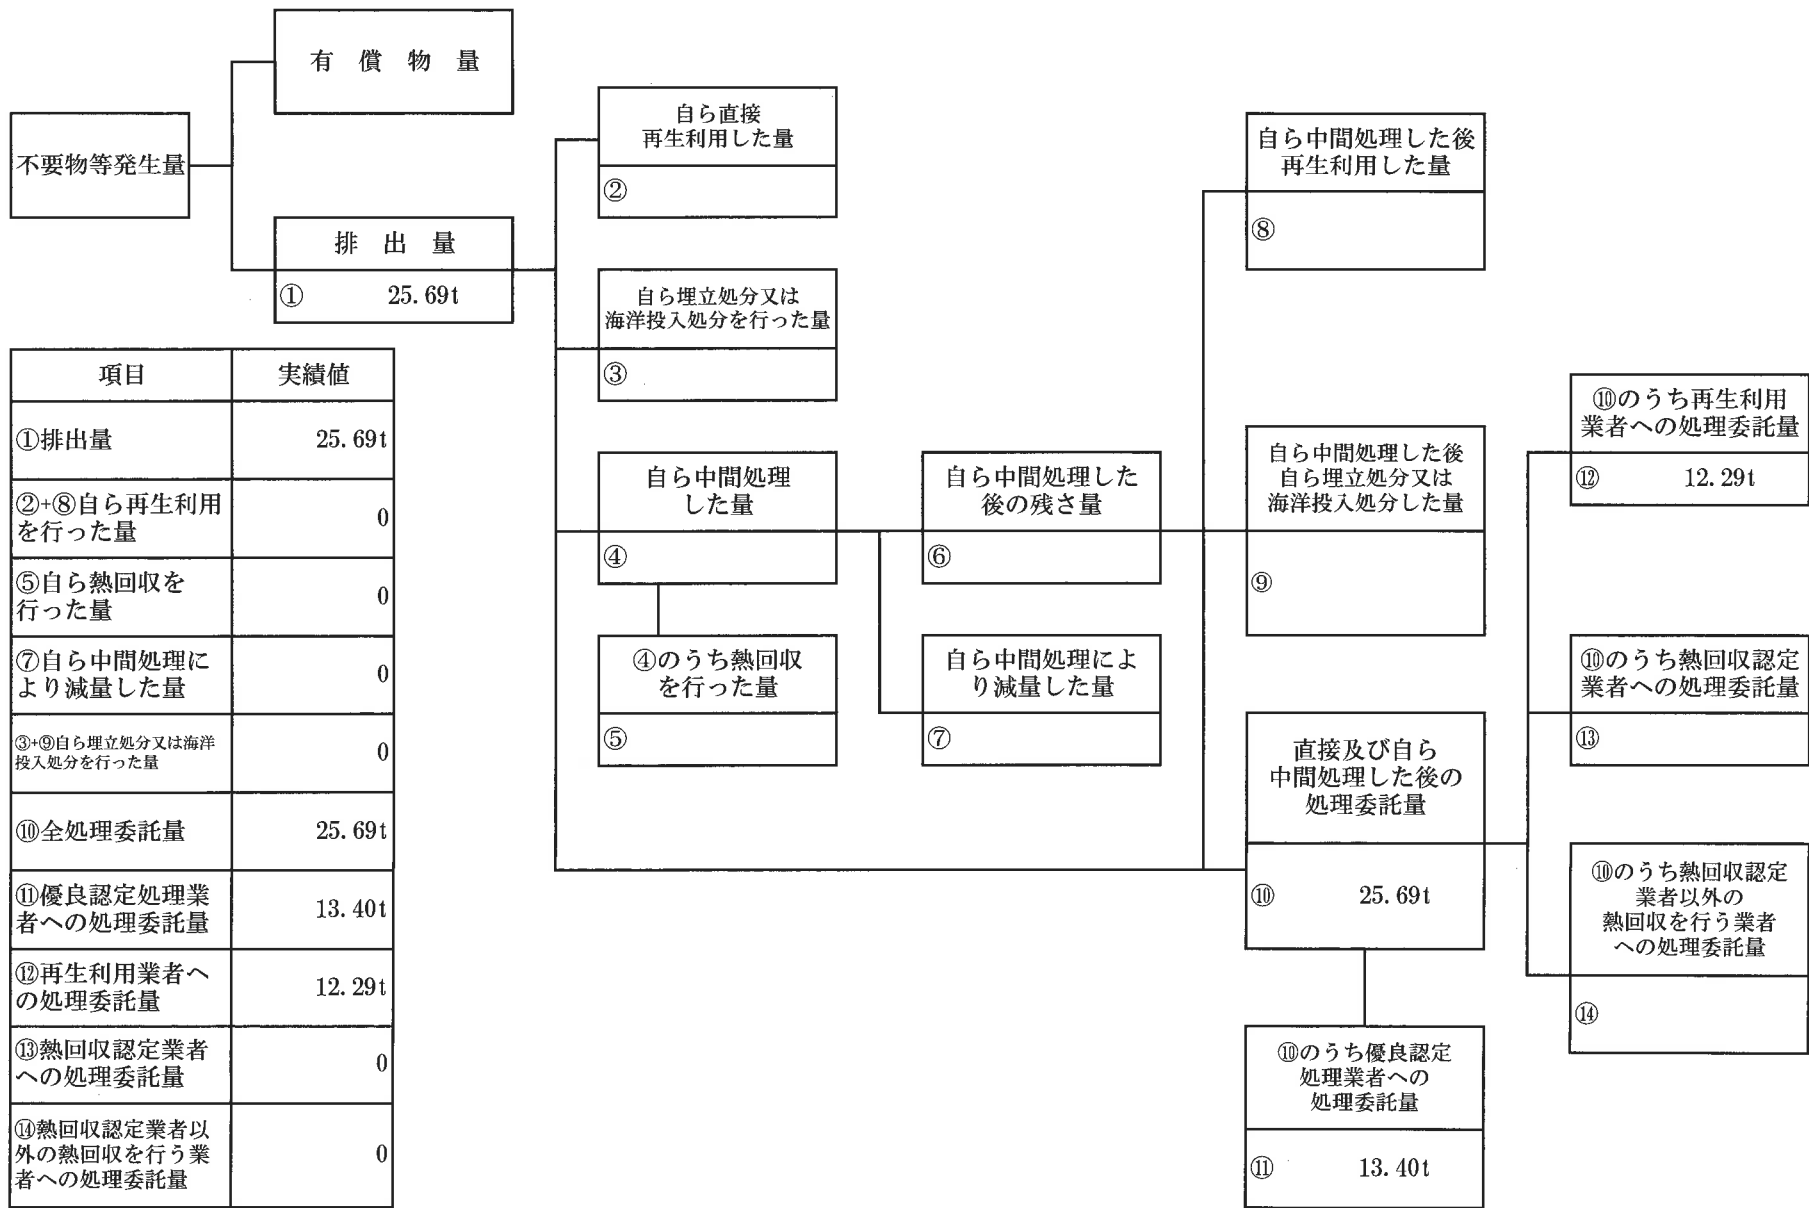 有償物量
不要物等発生量
排出量
① 25.69t
自ら直接
再生利用した量
②
自ら埋立処分又は
海洋投入処分を行った量
③
自ら中間処理
した量
④
④のうち熱回収
を行った量
⑤
自ら中間処理した
後の残さ量
⑥
自ら中間処理によ
り減量した量
⑦
自ら中間処理した後
再生利用した量
⑧
自ら中間処理した後
自ら埋立処分又は
海洋投入処分した量
⑨
直接及び自ら
中間処理した後の
処理委託量
⑩ 25.69t
⑩のうち優良認定
処理業者への
処理委託量
⑪ 13.40t
⑩のうち再生利用
業者への処理委託量
⑫ 12.29t
⑩のうち熱回収認定
業者への処理委託量
⑬
⑩のうち熱回収認定
業者以外の
熱回収を行う業者
への処理委託量
⑭
項目 実績値
①排出量 25.69t
②+⑧自ら再生利用
を行った量 0
⑤自ら熱回収を
行った量 0
⑦自ら中間処理に
より減量した量 0
③+⑨自ら埋立処分又は海洋
投入処分を行った量 0
⑩全処理委託量 25.69t
⑪優良認定処理業
者への処理委託量 13.40t
⑫再生利用業者へ
の処理委託量 12.29t
⑬熱回収認定業者
への処理委託量 0
⑭熱回収認定業者以
外の熱回収を行う業
者への処理委託量 0